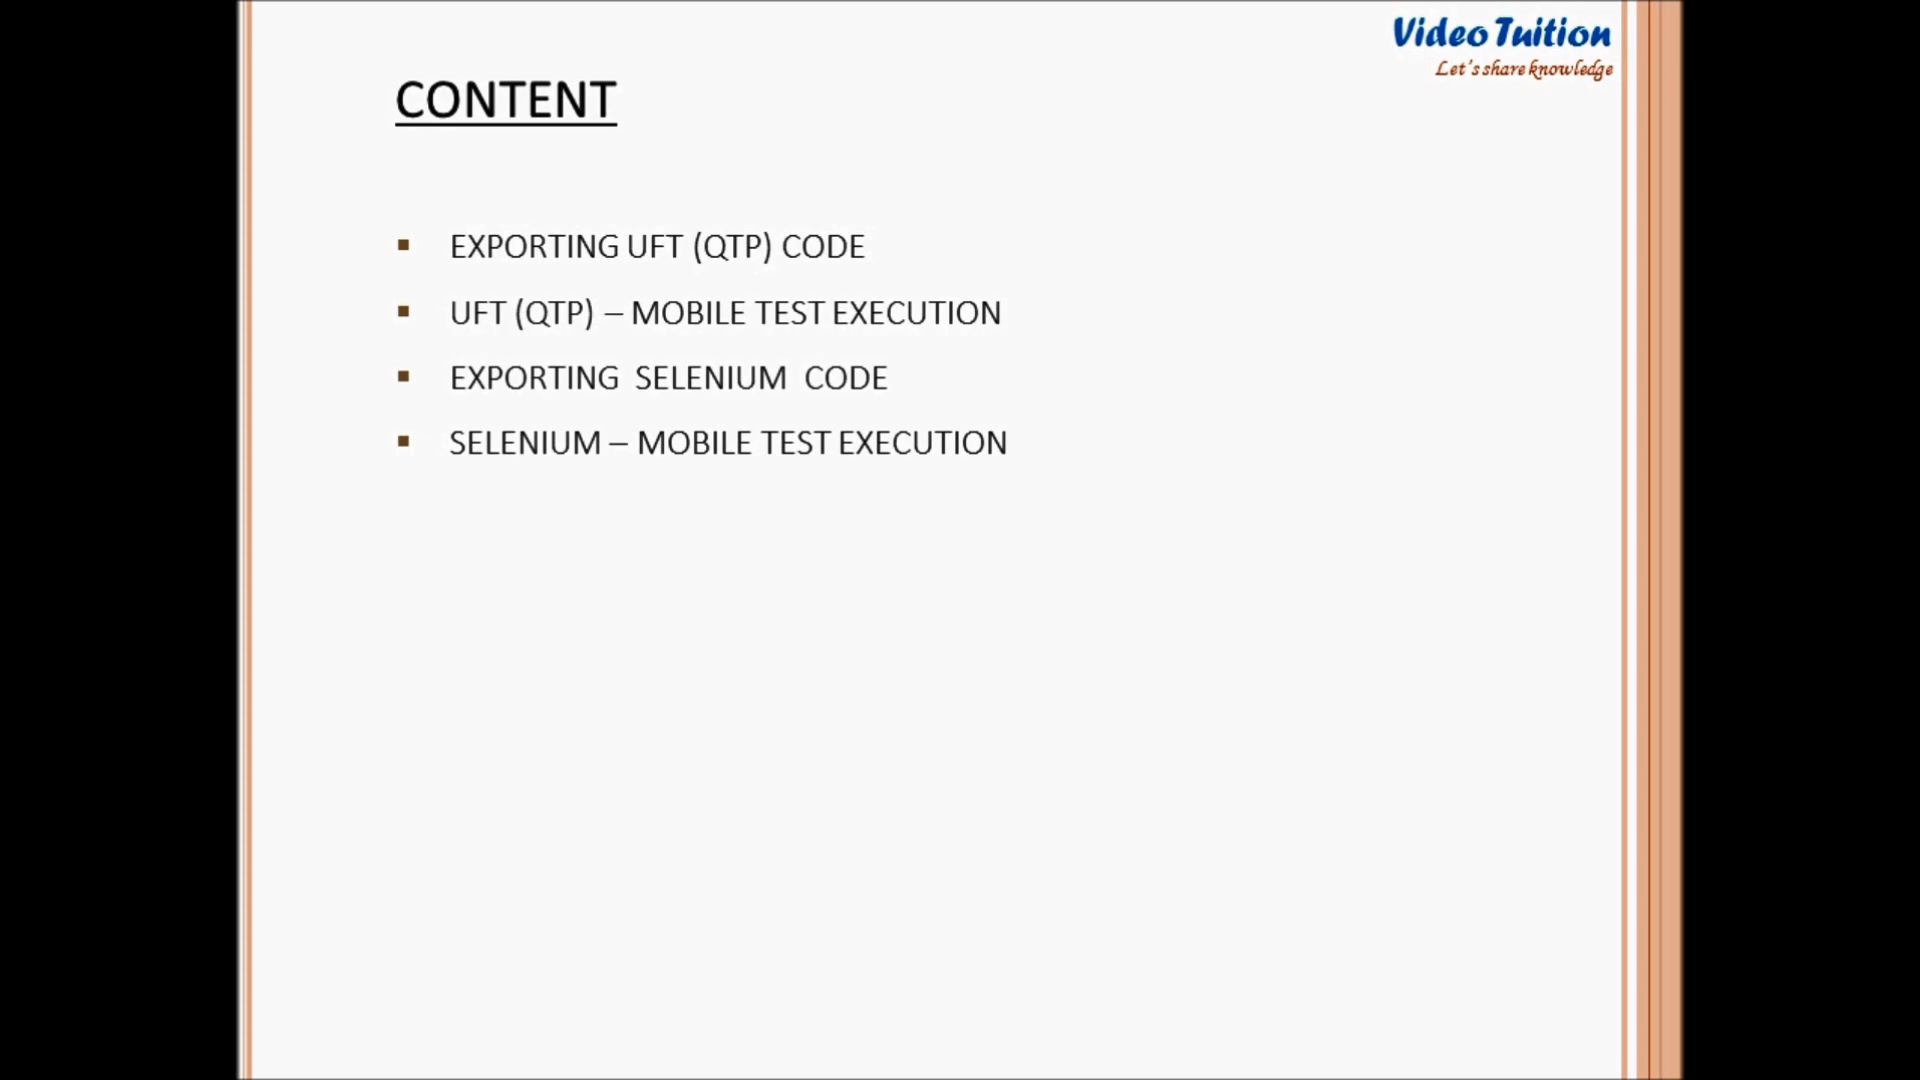 Video Tuition
Let's share knowledge
CONTENT
EXPORTING UFT (QTP) CODE
UFT (QTP) – MOBILE TEST EXECUTION
EXPORTING SELENIUM CODE
SELENIUM – MOBILE TEST EXECUTION